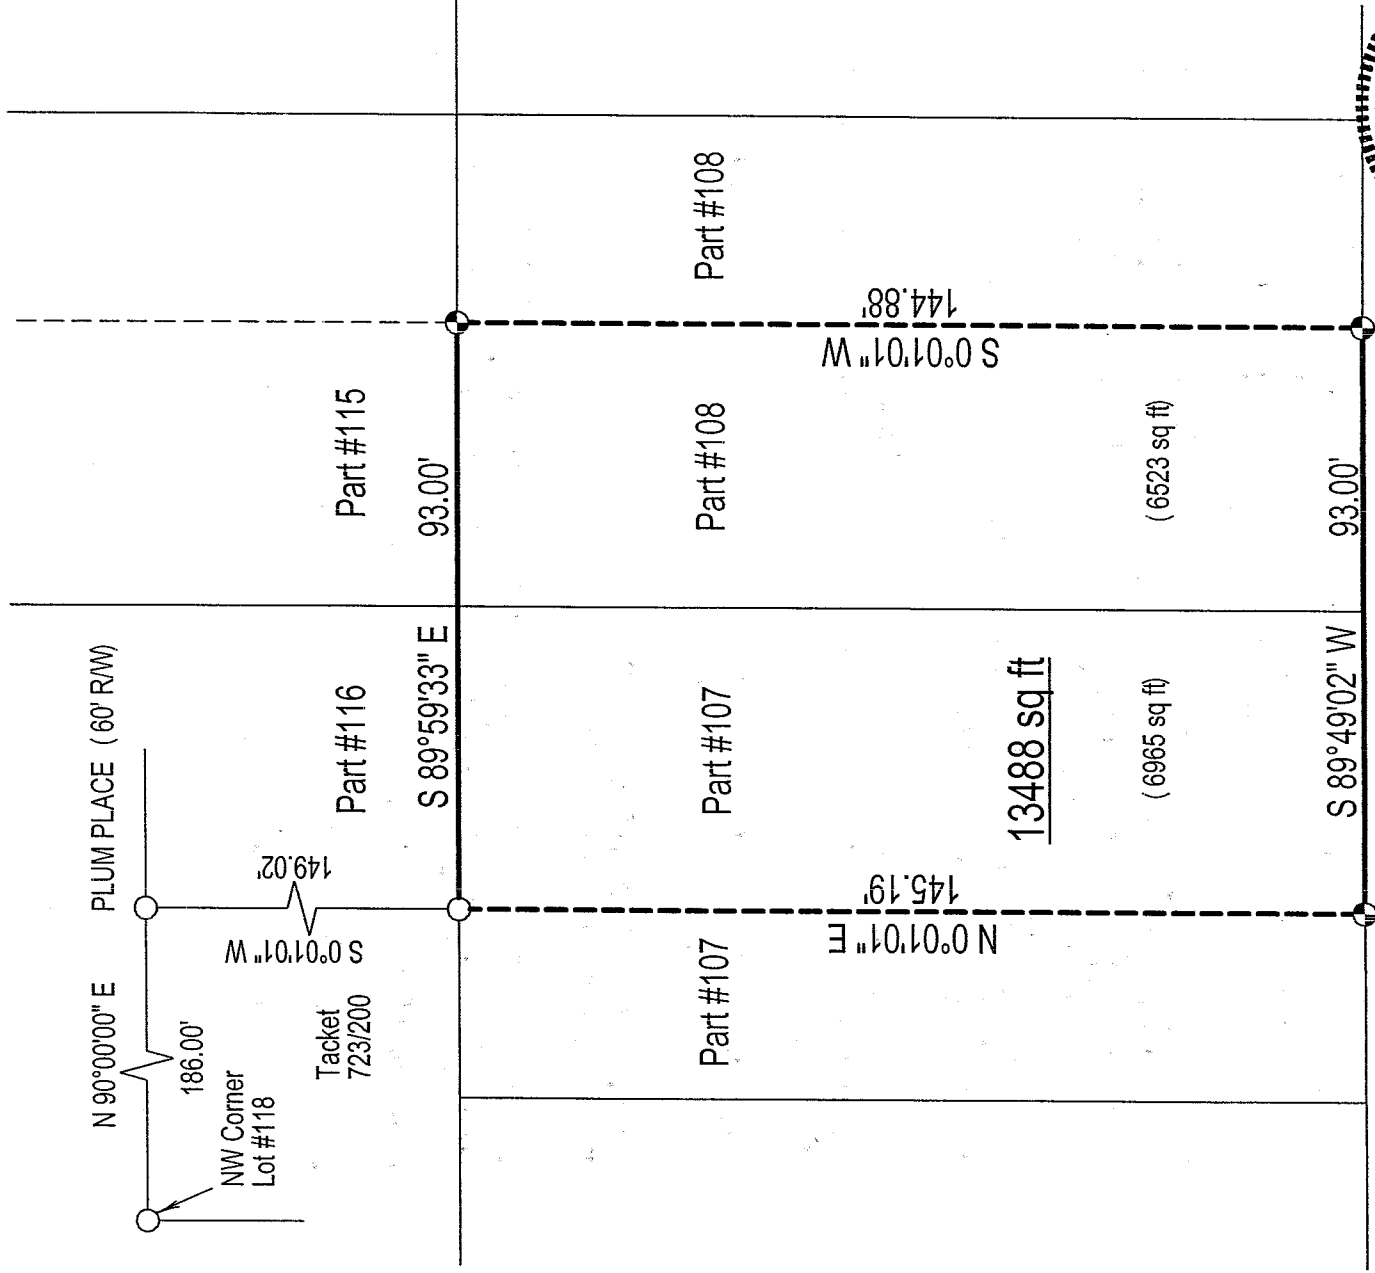 N 90°00'00" E
PLUM PLACE ( 60' R/W)
186.00'
NW Corner
Lot #118
Tacket
723/200
S 0°01'01" W
149.02'
Part #116
Part #115
S 89°59'33" E
93.00'
Part #107
Part #107
Part #108
Part #108
N 0°01'01" E
145.19'
S 0°01'01" W
144.88'
13488 sq ft
( 6965 sq ft)
( 6523 sq ft)
S 89°49'02" W
93.00'